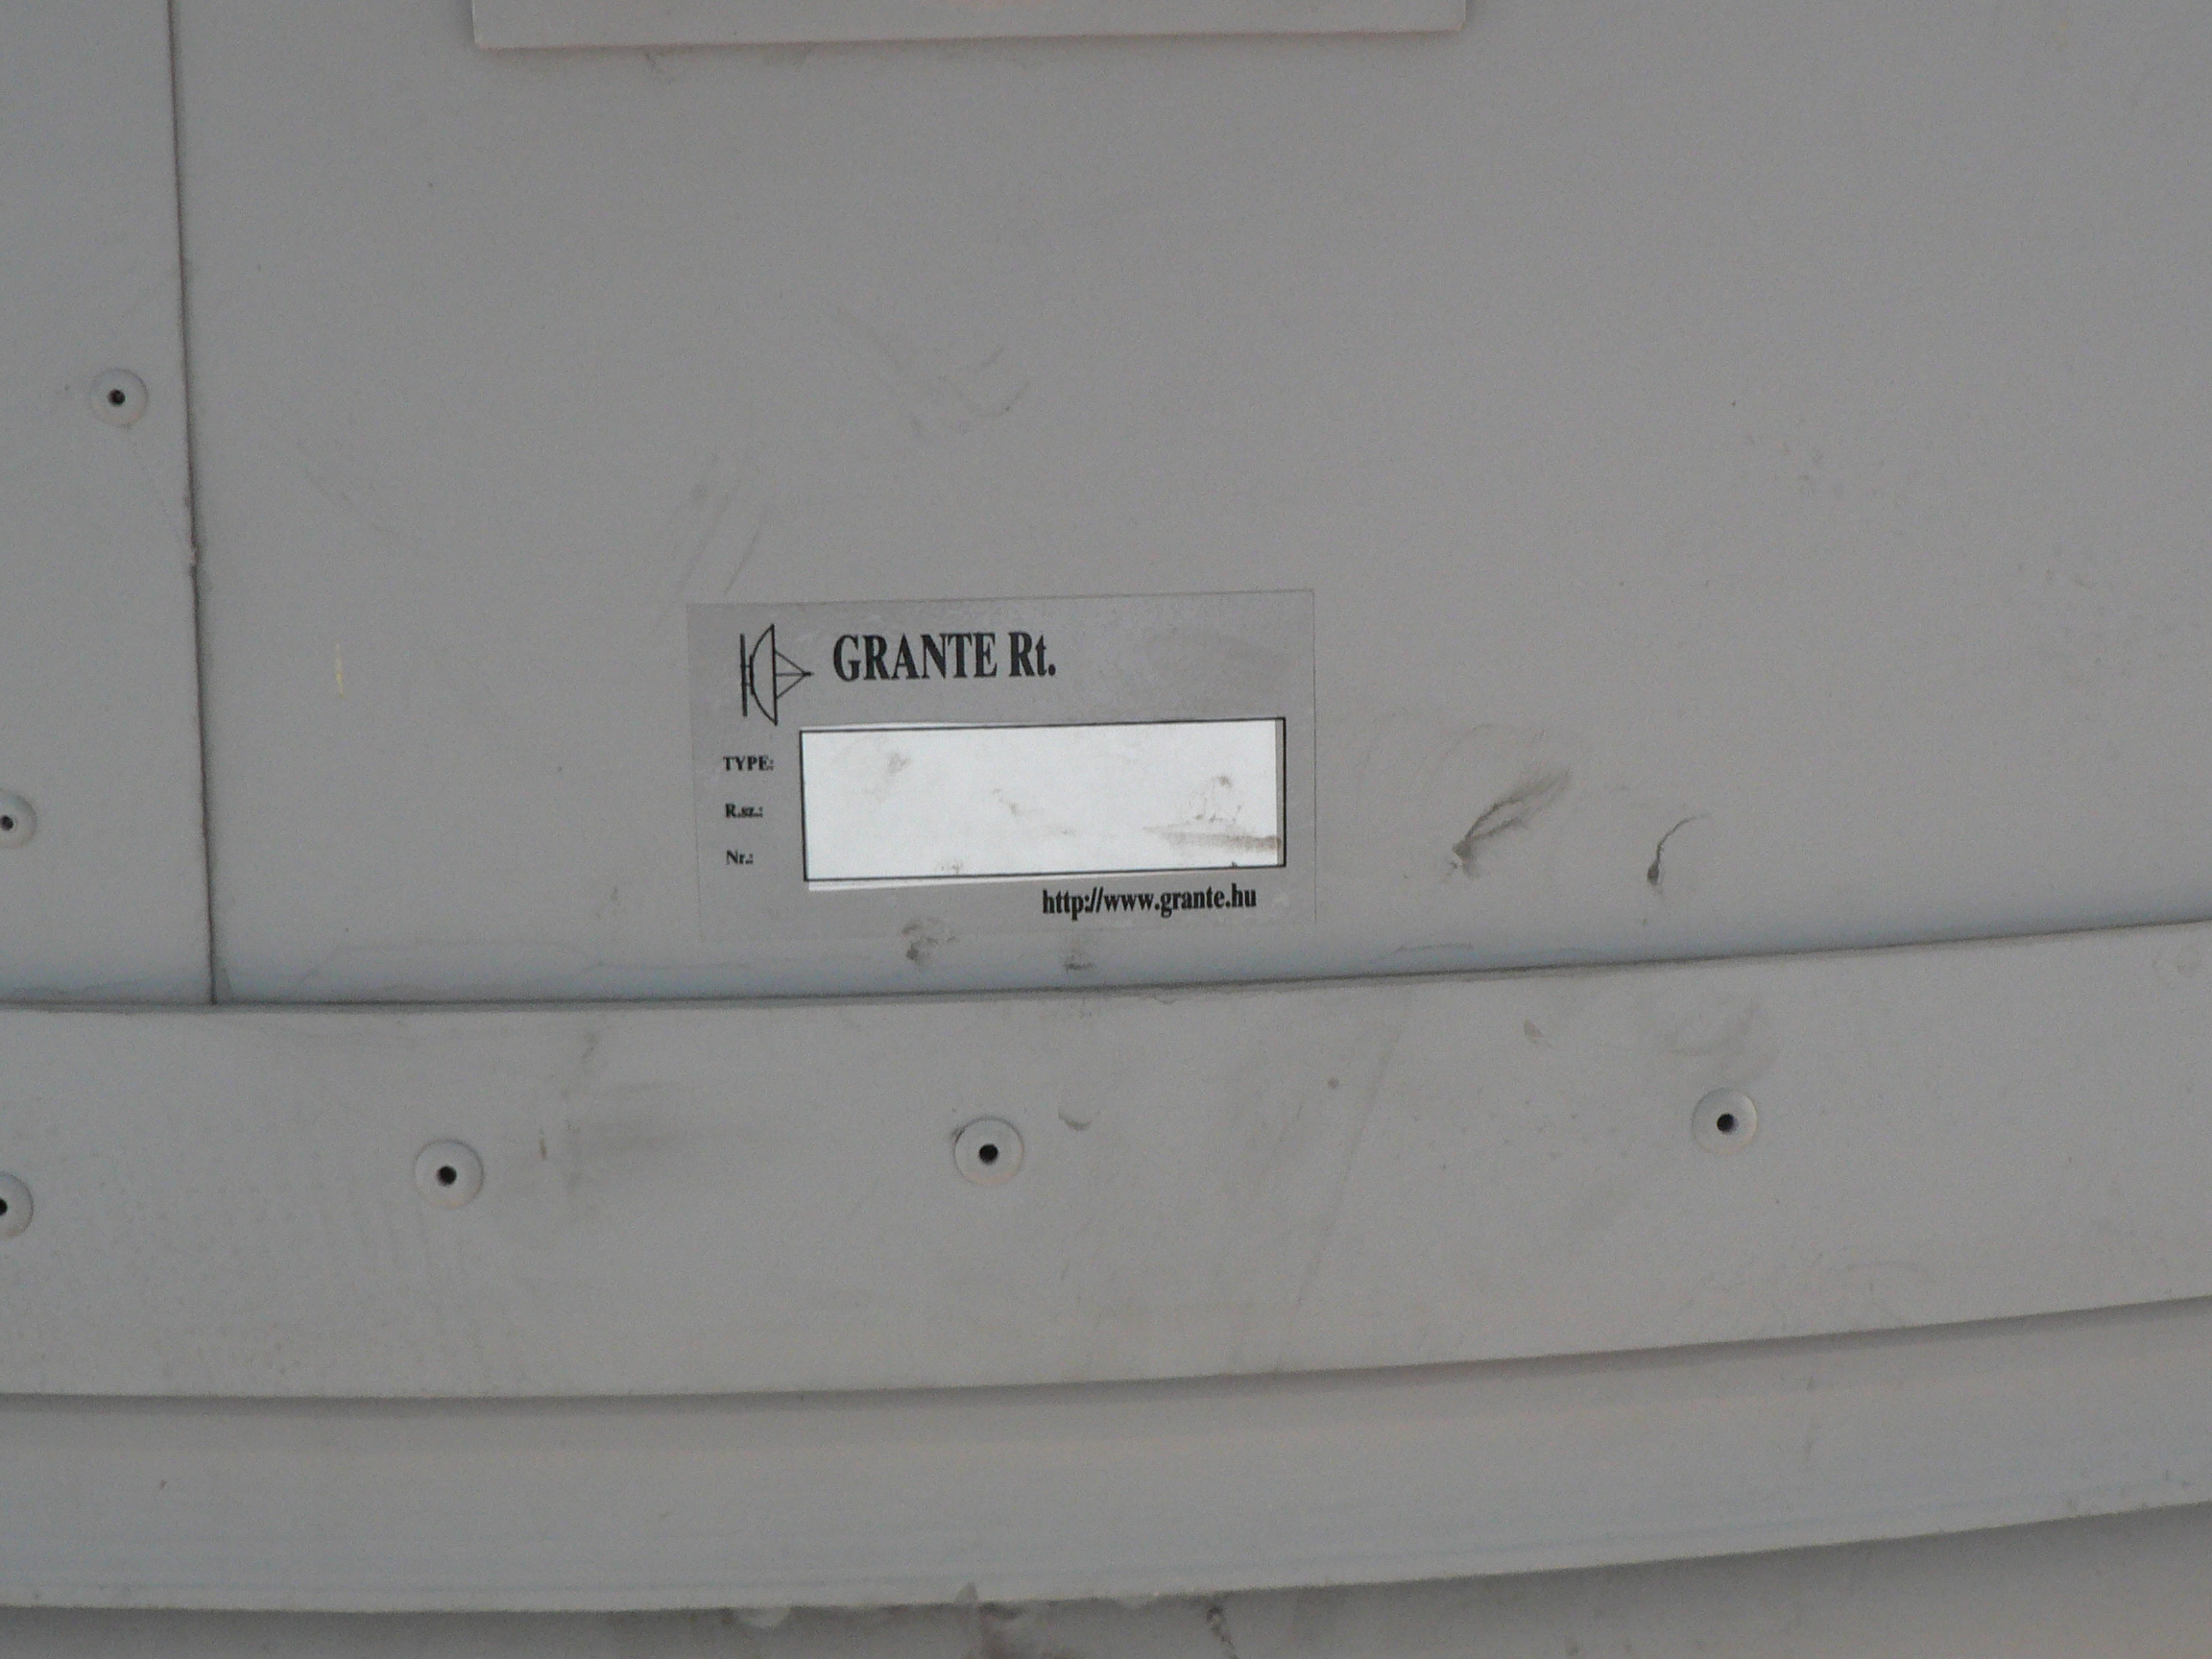 GRANTE Rt.
TYPE:
R.sz.:
Nr.:
http://www.grante.hu